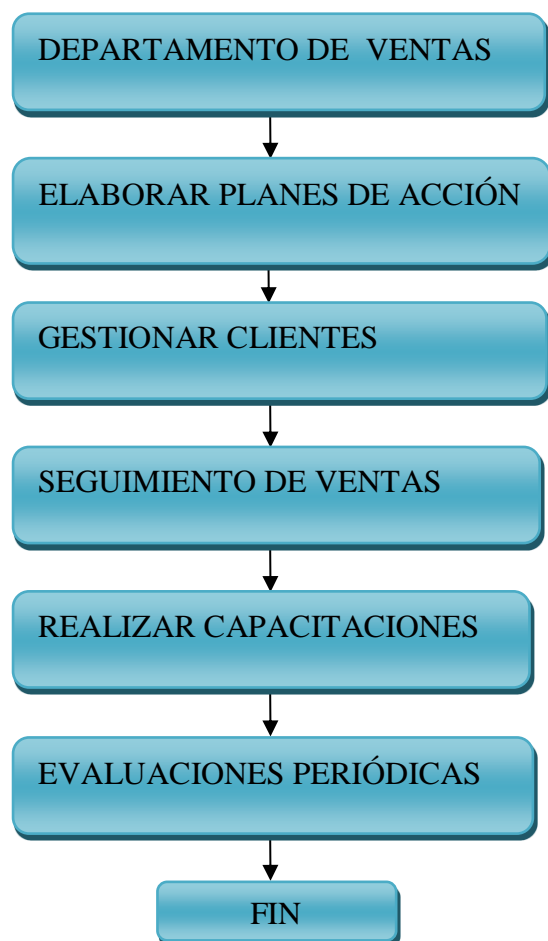 DEPARTAMENTO DE VENTAS
ELABORAR PLANES DE ACCIÓN
GESTIONAR CLIENTES
SEGUIMIENTO DE VENTAS
REALIZAR CAPACITACIONES
EVALUACIONES PERIÓDICAS
FIN